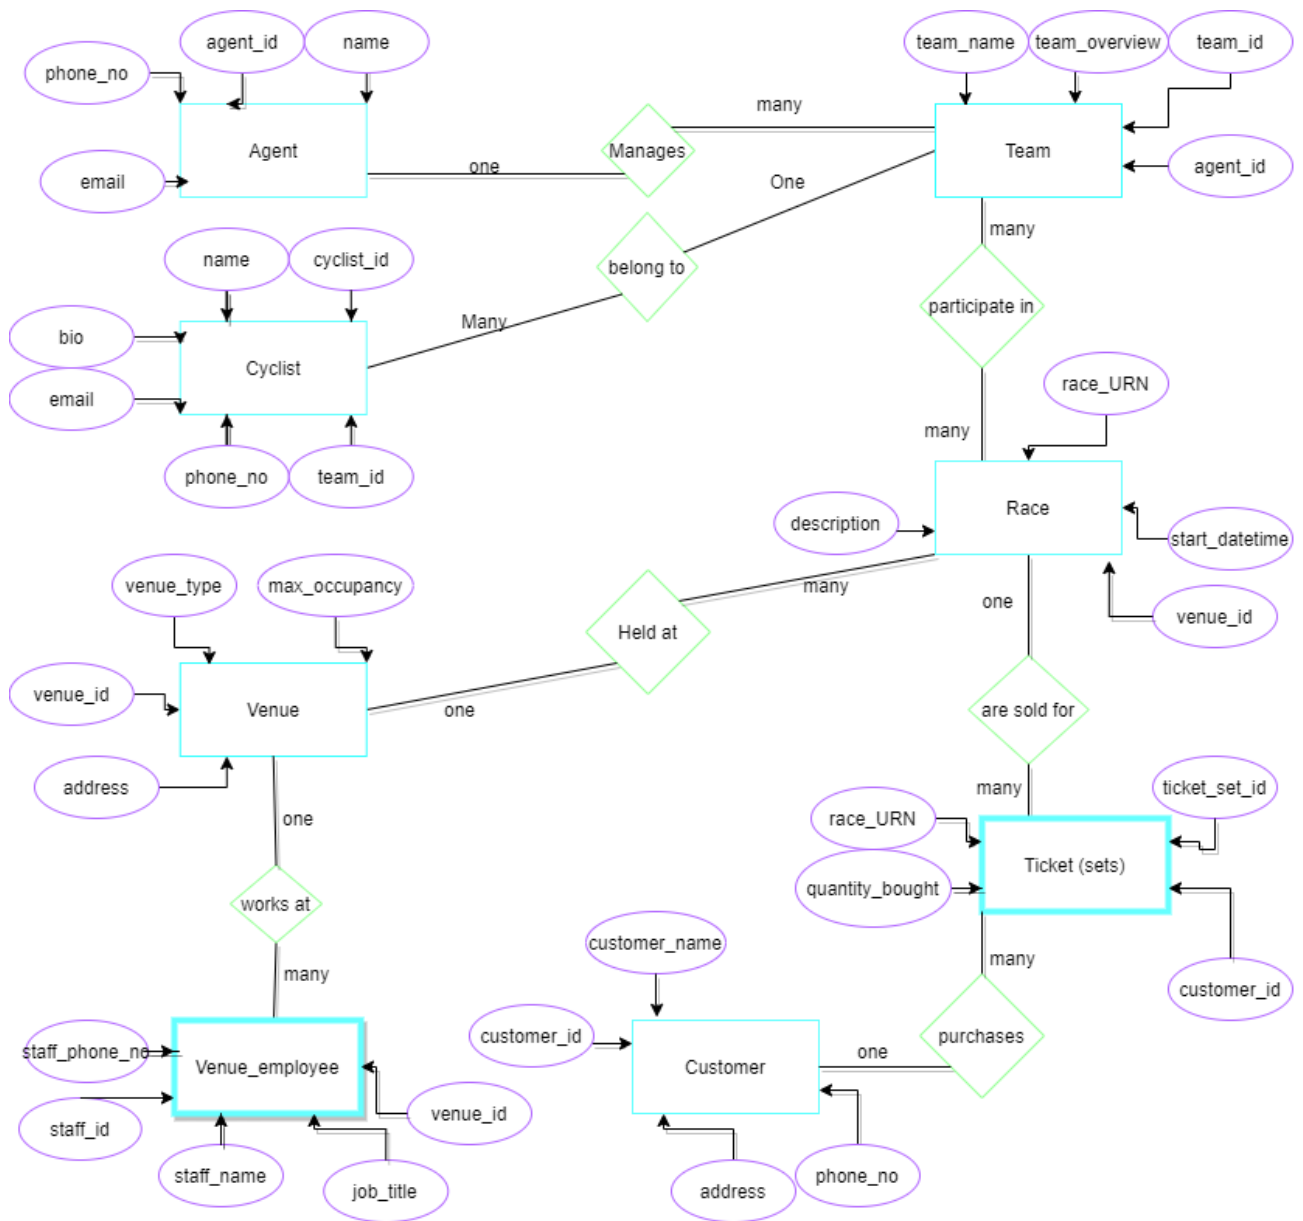 agent_id
name
team_name
team_overview
team_id
phone_no
many
Agent
Manages
Team
one
email
One
agent_id
many
name
cyclist_id
belong to
participate in
Many
bio
Cyclist
email
race_URN
many
phone_no
team_id
Race
description
start_datetime
venue_type
max_occupancy
many
one
venue_id
Held at
venue_id
Venue
one
are sold for
address
many
ticket_set_id
one
race_URN
Ticket (sets)
quantity_bought
works at
customer_name
many
many
customer_id
staff_phone_no
customer_id
purchases
Venue_employee
Customer
one
staff_id
venue_id
staff_name
job_title
address
phone_no